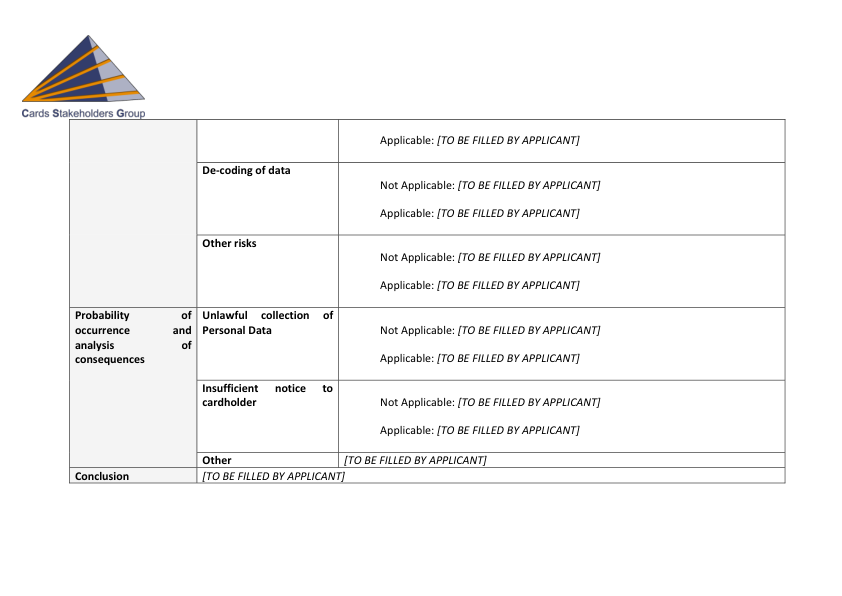 Cards Stakeholders Group
Applicable: [TO BE FILLED BY APPLICANT]
De-coding of data
Not Applicable: [TO BE FILLED BY APPLICANT]
Applicable: [TO BE FILLED BY APPLICANT]
Other risks
Not Applicable: [TO BE FILLED BY APPLICANT]
Applicable: [TO BE FILLED BY APPLICANT]
Probability of
occurrence and
analysis of
consequences
Unlawful collection of
Personal Data
Not Applicable: [TO BE FILLED BY APPLICANT]
Applicable: [TO BE FILLED BY APPLICANT]
Insufficient notice to
cardholder
Not Applicable: [TO BE FILLED BY APPLICANT]
Applicable: [TO BE FILLED BY APPLICANT]
Other
[TO BE FILLED BY APPLICANT]
Conclusion
[TO BE FILLED BY APPLICANT]